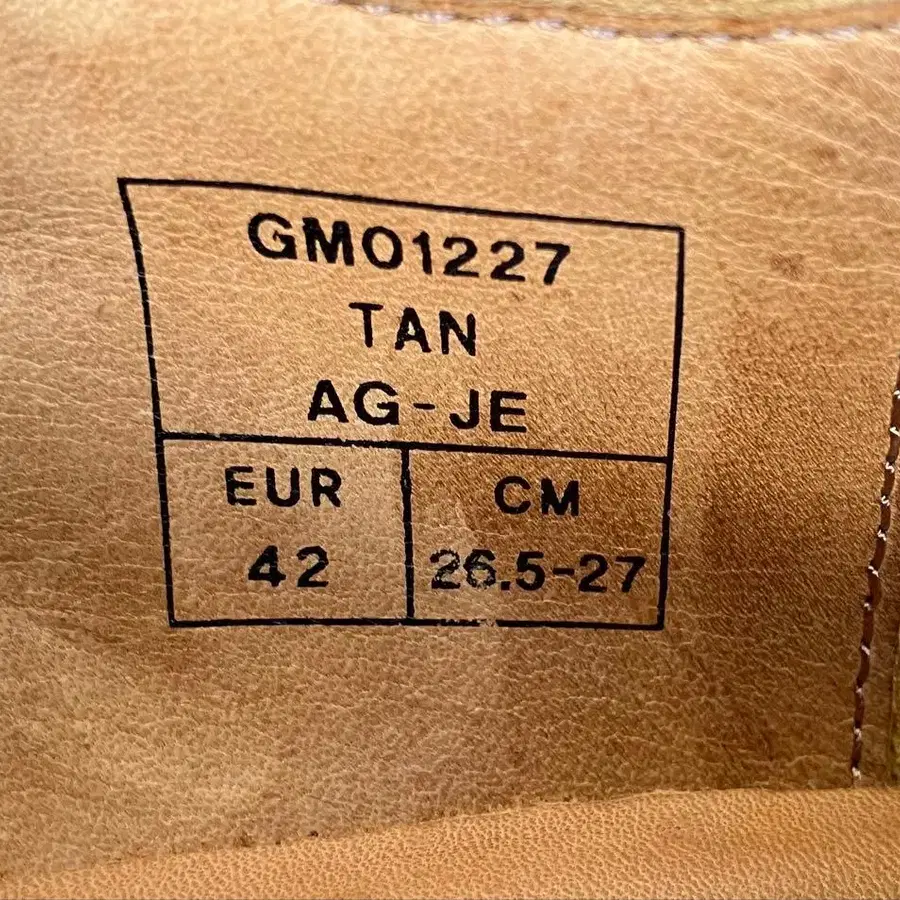 GM01227
TAN
AG-JE
EUR
CM
42
26.5-27